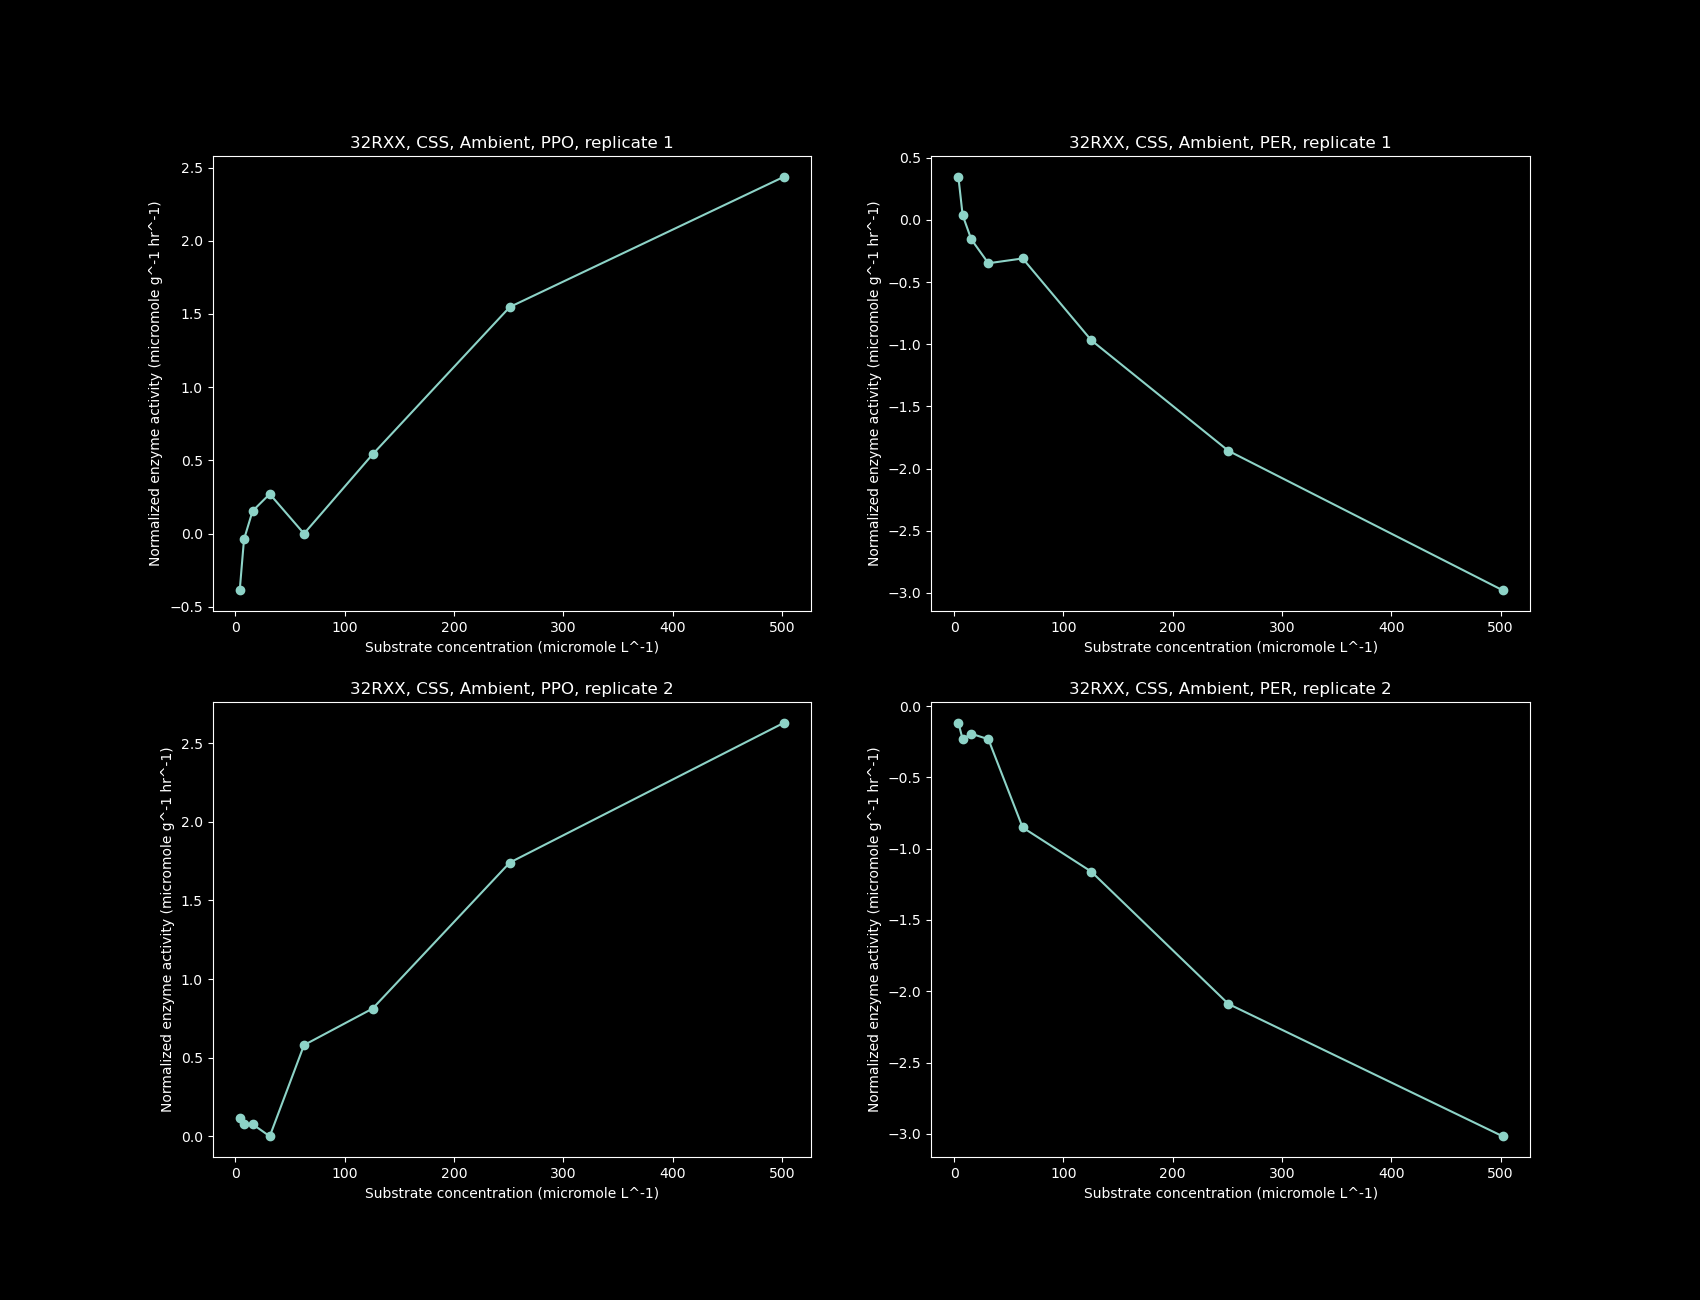 32RXX, CSS, Ambient, PPO, replicate 1
Normalized enzyme activity (micromole g^-1 hr^-1)
2.5
2.0
1.5
1.0
0.5
0.0
−0.5
0 100 200 300 400 500
Substrate concentration (micromole L^-1)
32RXX, CSS, Ambient, PER, replicate 1
Normalized enzyme activity (micromole g^-1 hr^-1)
0.5
0.0
−0.5
−1.0
−1.5
−2.0
−2.5
−3.0
0 100 200 300 400 500
Substrate concentration (micromole L^-1)
32RXX, CSS, Ambient, PPO, replicate 2
Normalized enzyme activity (micromole g^-1 hr^-1)
2.5
2.0
1.5
1.0
0.5
0.0
0 100 200 300 400 500
Substrate concentration (micromole L^-1)
32RXX, CSS, Ambient, PER, replicate 2
Normalized enzyme activity (micromole g^-1 hr^-1)
0.0
−0.5
−1.0
−1.5
−2.0
−2.5
−3.0
0 100 200 300 400 500
Substrate concentration (micromole L^-1)